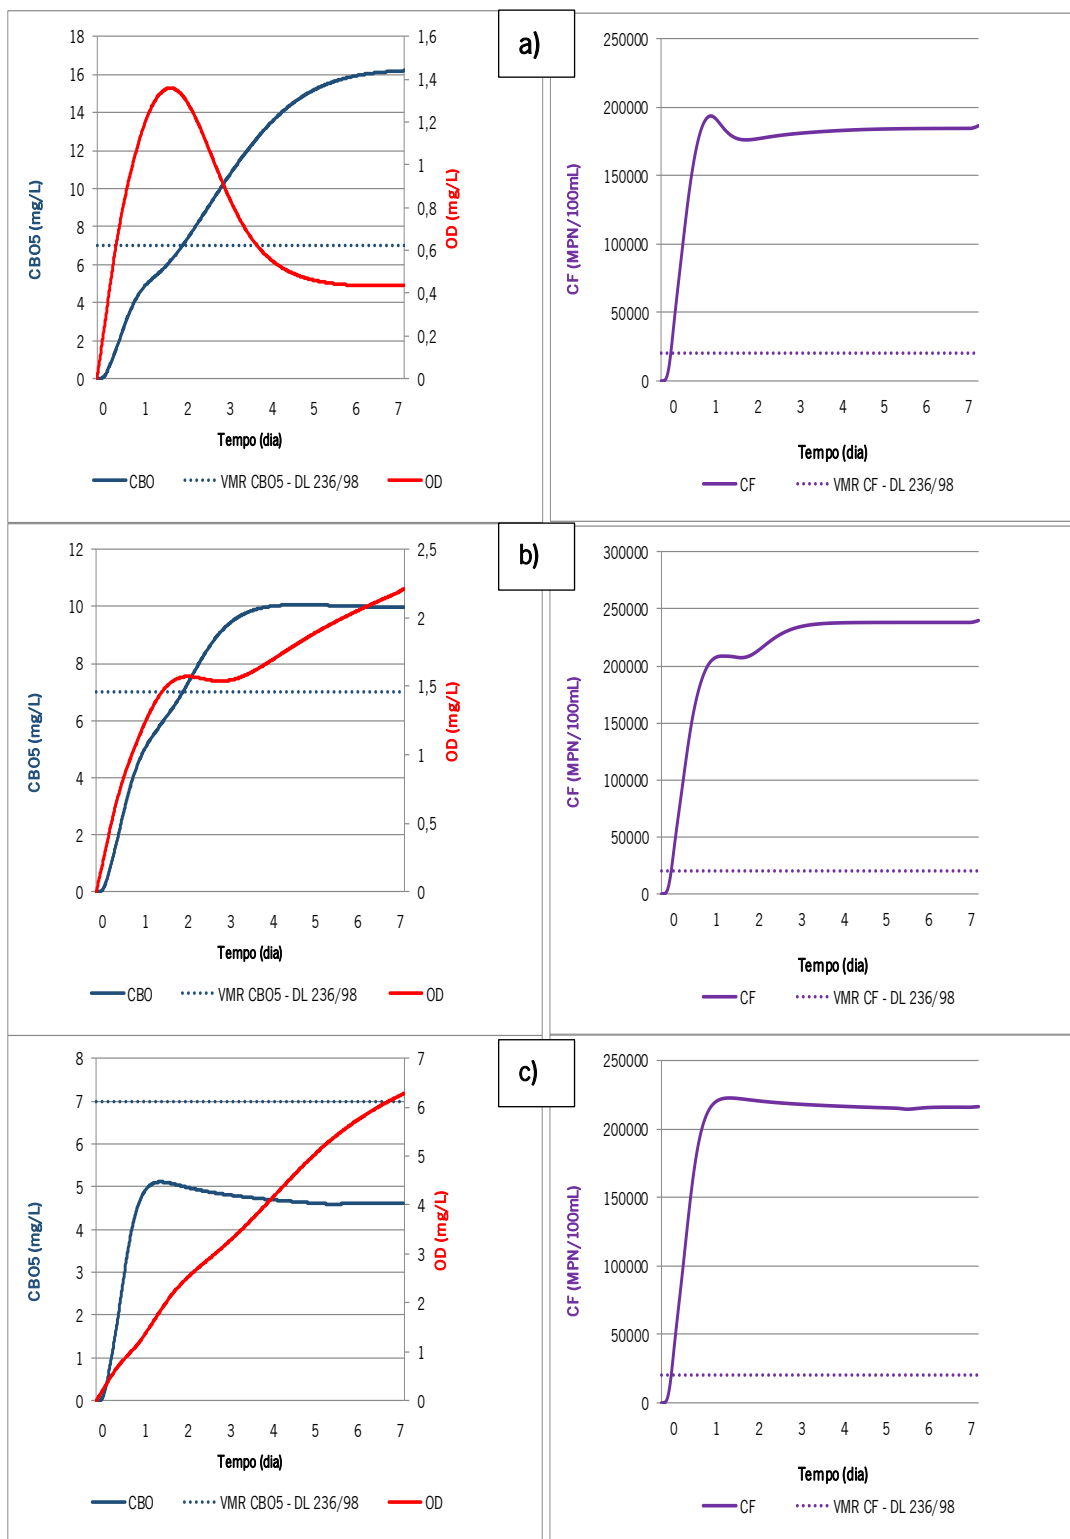 a)
18
16
14
12
10
8
6
4
2
0
CBO5 (mg/L)
1,6
1,4
1,2
1
0,8
0,6
0,4
0,2
0
OD (mg/L)
0 1 2 3 4 5 6 7
Tempo (dia)
CBO VMR CBO5 - DL 236/98 OD
250000
200000
150000
100000
50000
0
CF (MPN/100mL)
0 1 2 3 4 5 6 7
Tempo (dia)
CF VMR CF - DL 236/98
b)
12
10
8
6
4
2
0
CBO5 (mg/L)
2,5
2
1,5
1
0,5
0
OD (mg/L)
0 1 2 3 4 5 6 7
Tempo (dia)
CBO VMR CBO5 - DL 236/98 OD
300000
250000
200000
150000
100000
50000
0
CF (MPN/100mL)
0 1 2 3 4 5 6 7
Tempo (dia)
CF VMR CF - DL 236/98
c)
8
7
6
5
4
3
2
1
0
CBO5 (mg/L)
7
6
5
4
3
2
1
0
OD (mg/L)
0 1 2 3 4 5 6 7
Tempo (dia)
CBO VMR CBO5 - DL 236/98 OD
250000
200000
150000
100000
50000
0
CF (MPN/100mL)
0 1 2 3 4 5 6 7
Tempo (dia)
CF VMR CF - DL 236/98